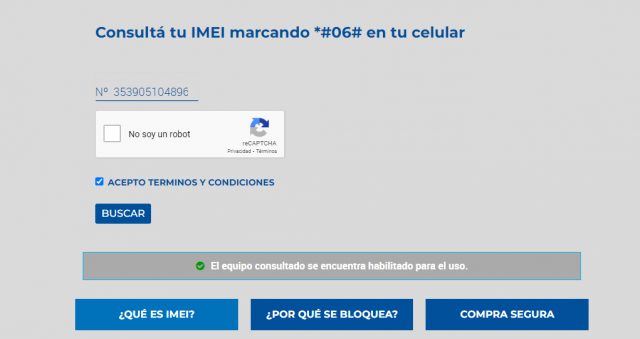 Consultá tu IMEI marcando *#06# en tu celular
Nº 353905104896
No soy un robot
reCAPTCHA
Privacidad - Términos
ACEPTO TERMINOS Y CONDICIONES
BUSCAR
El equipo consultado se encuentra habilitado para el uso.
¿QUÉ ES IMEI? ¿POR QUÉ SE BLOQUEA? COMPRA SEGURA